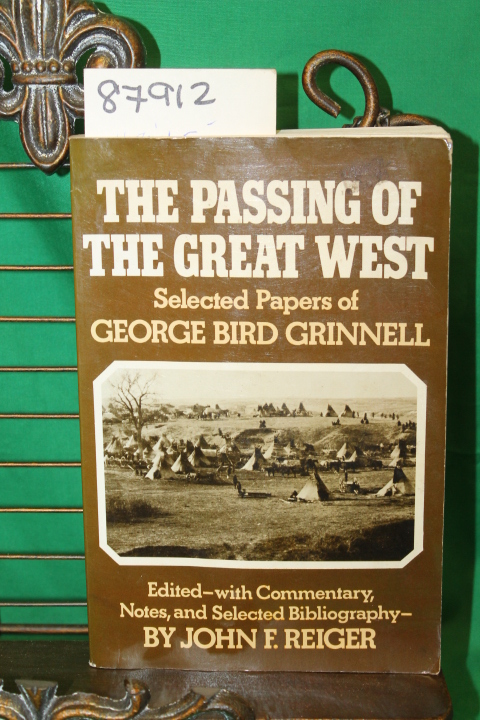 87912
THE PASSING OF
THE GREAT WEST
Selected Papers of
GEORGE BIRD GRINNELL
Edited—with Commentary,
Notes, and Selected Bibliography—
BY JOHN F. REIGER